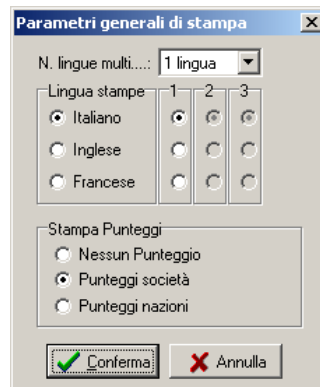 Parametri generali di stampa
N. lingue multi....: 1 lingua
Lingua stampe 1 2 3
Italiano
Inglese
Francese
Stampa Punteggi
Nessun Punteggio
Punteggi società
Punteggi nazioni
Conferma Annulla